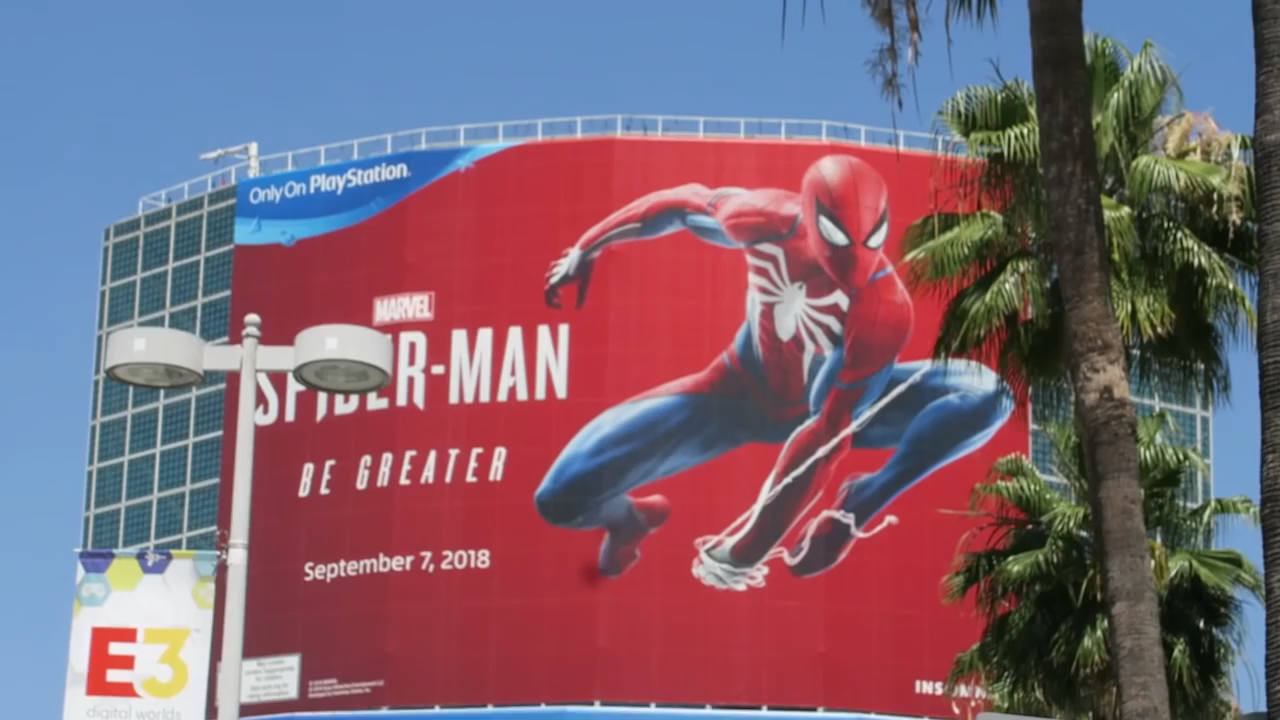 Only On PlayStation.
MARVEL
SPIDER-MAN
BE GREATER
September 7, 2018
E3
digital worlds